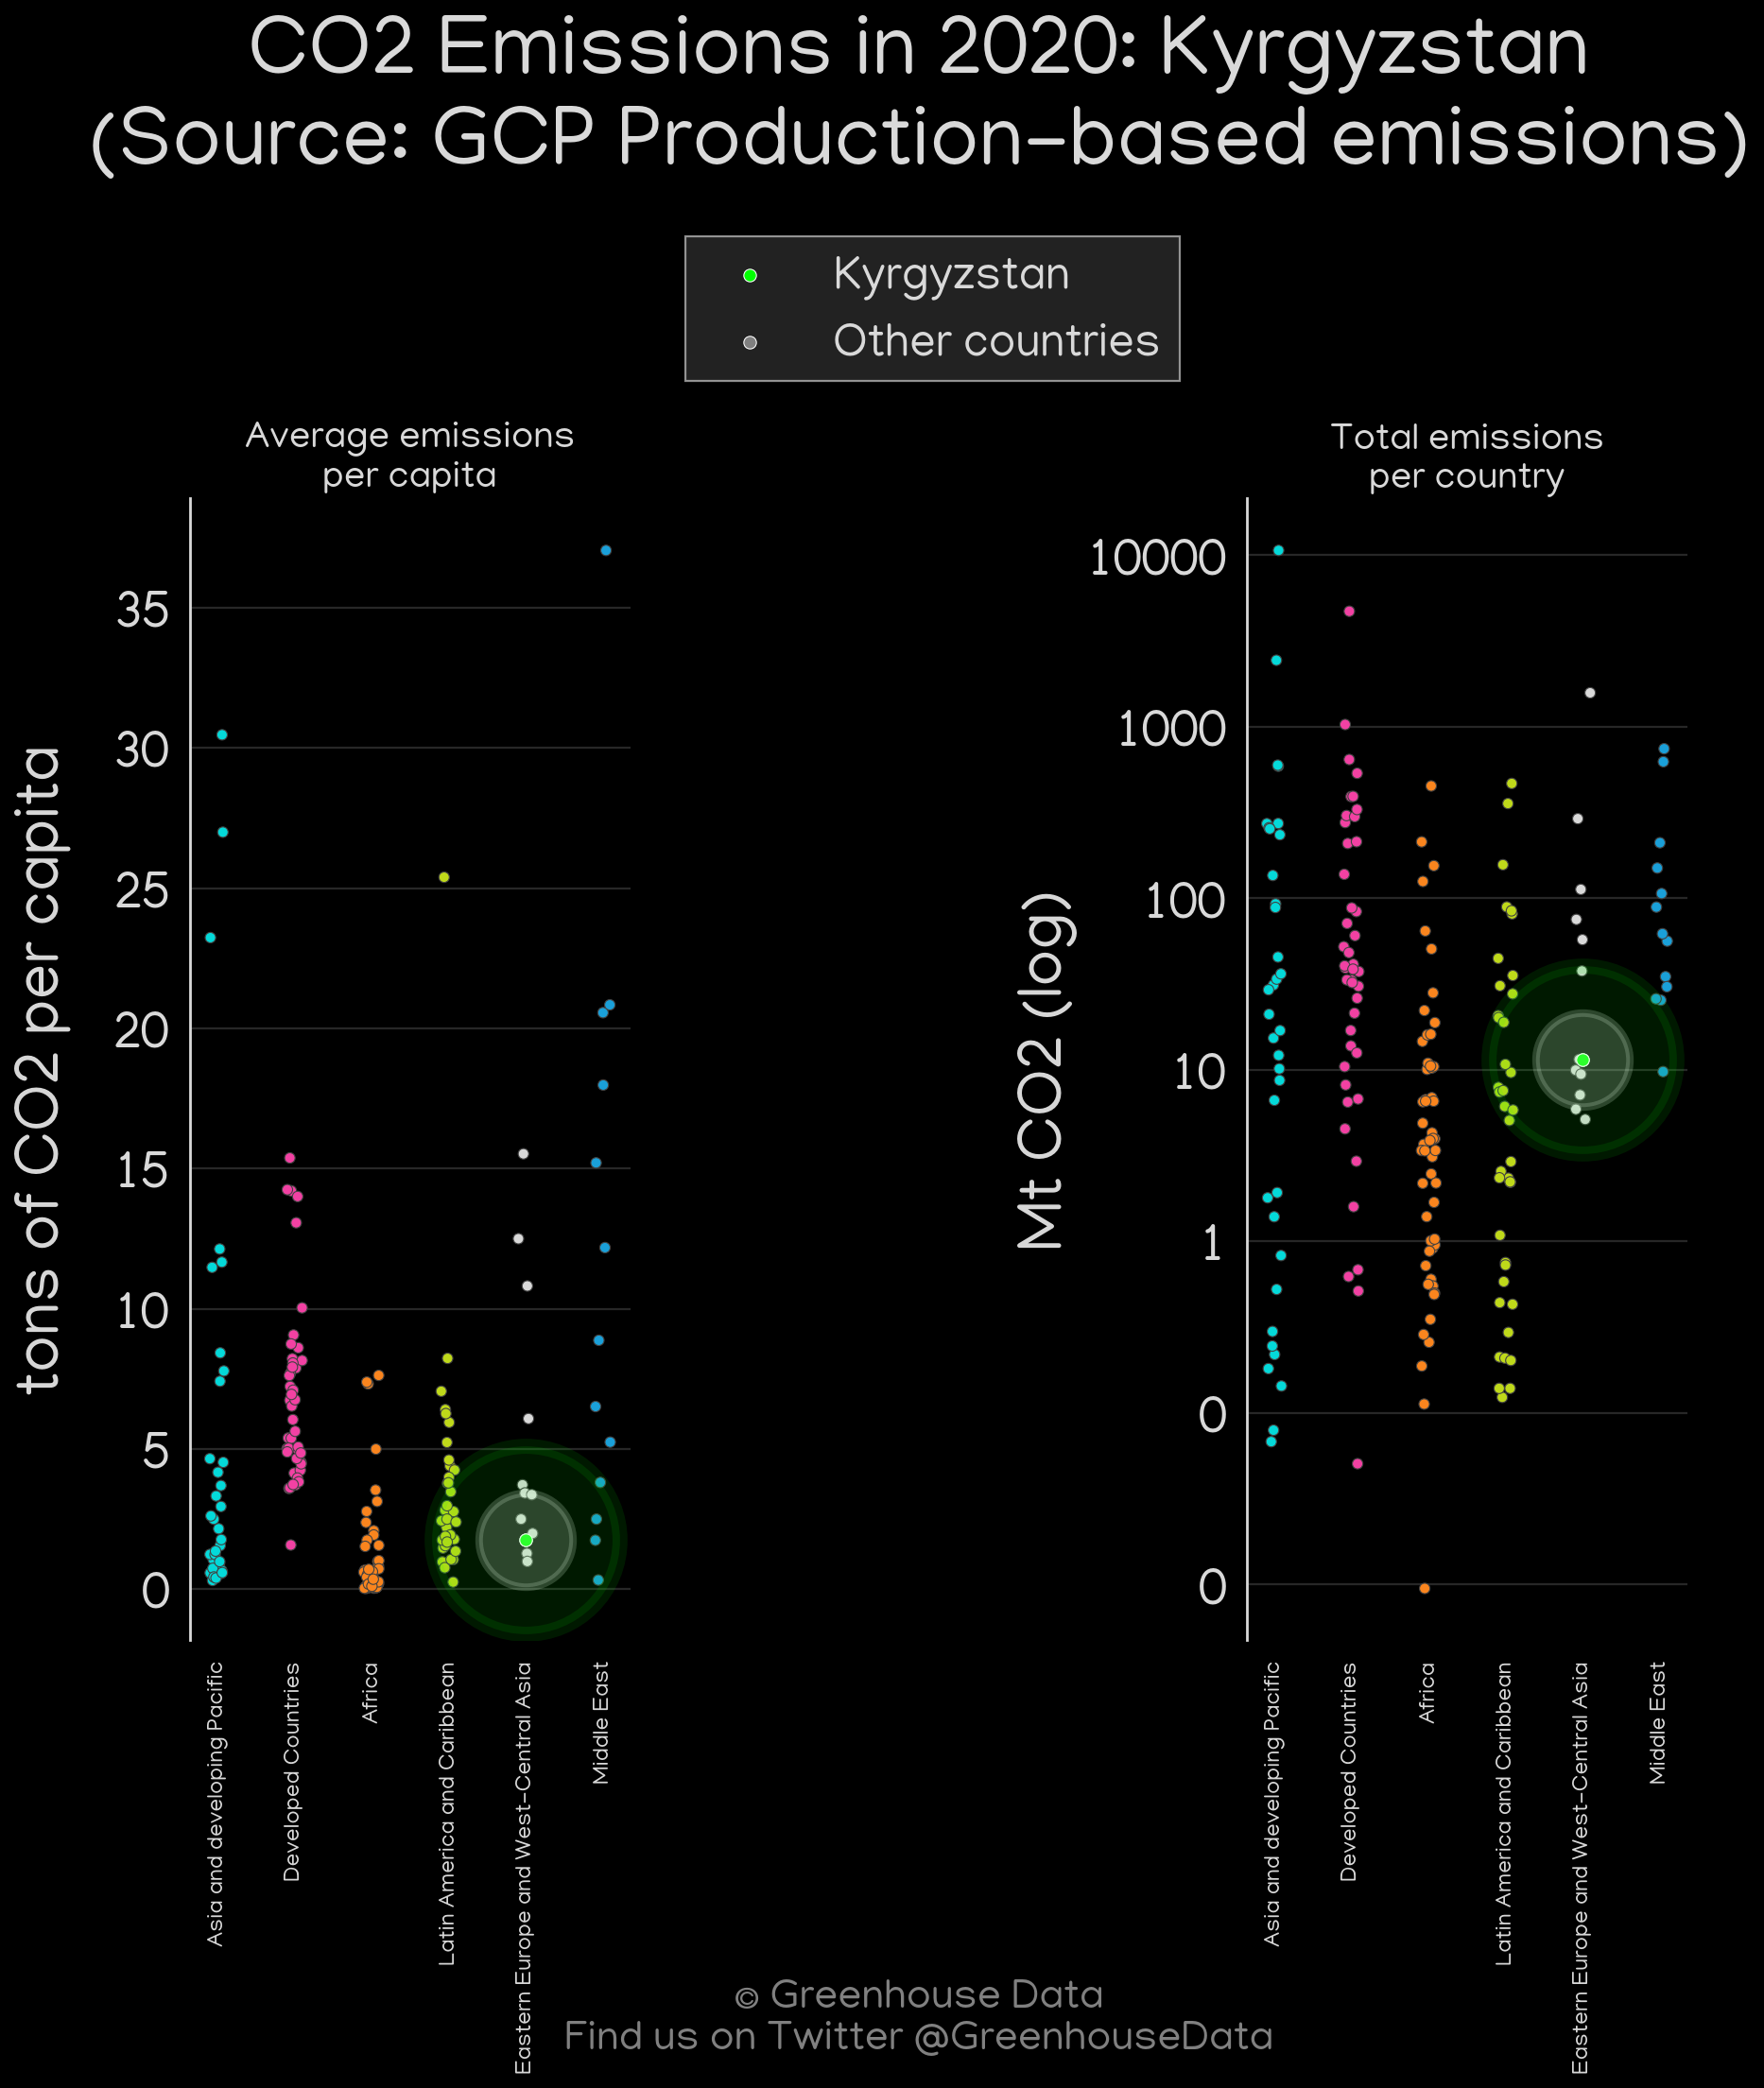 CO2 Emissions in 2020: Kyrgyzstan
(Source: GCP Production-based emissions)
Kyrgyzstan
Other countries
Average emissions
per capita
tons of CO2 per capita
35
30
25
20
15
10
5
0
Asia and developing Pacific
Developed Countries
Africa
Latin America and Caribbean
Eastern Europe and West-Central Asia
Middle East
Total emissions
per country
Mt CO2 (log)
10000
1000
100
10
1
0
0
Asia and developing Pacific
Developed Countries
Africa
Latin America and Caribbean
Eastern Europe and West-Central Asia
Middle East
© Greenhouse Data
Find us on Twitter @GreenhouseData